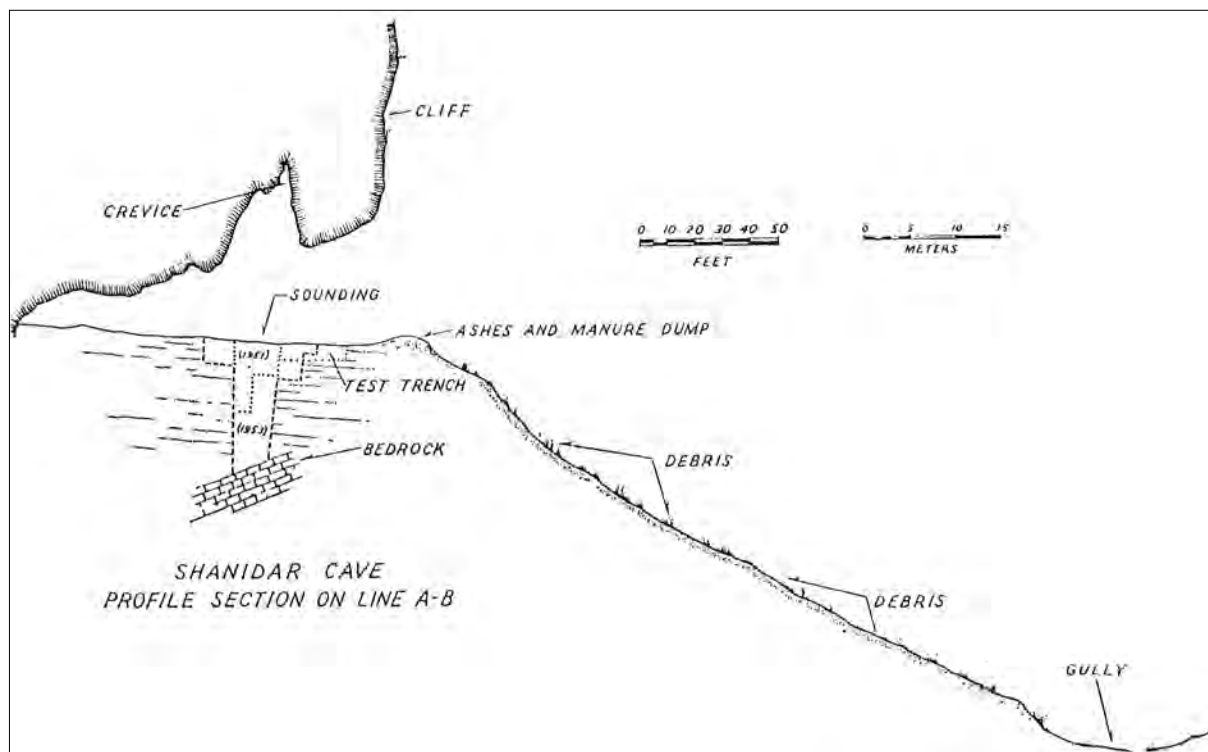 CLIFF
CREVICE
0 10 20 30 40 50
FEET
0 5 10 15
METERS
SOUNDING
ASHES AND MANURE DUMP
(1951)
TEST TRENCH
(1953)
BEDROCK
DEBRIS
SHANIDAR CAVE
PROFILE SECTION ON LINE A-B
DEBRIS
GULLY